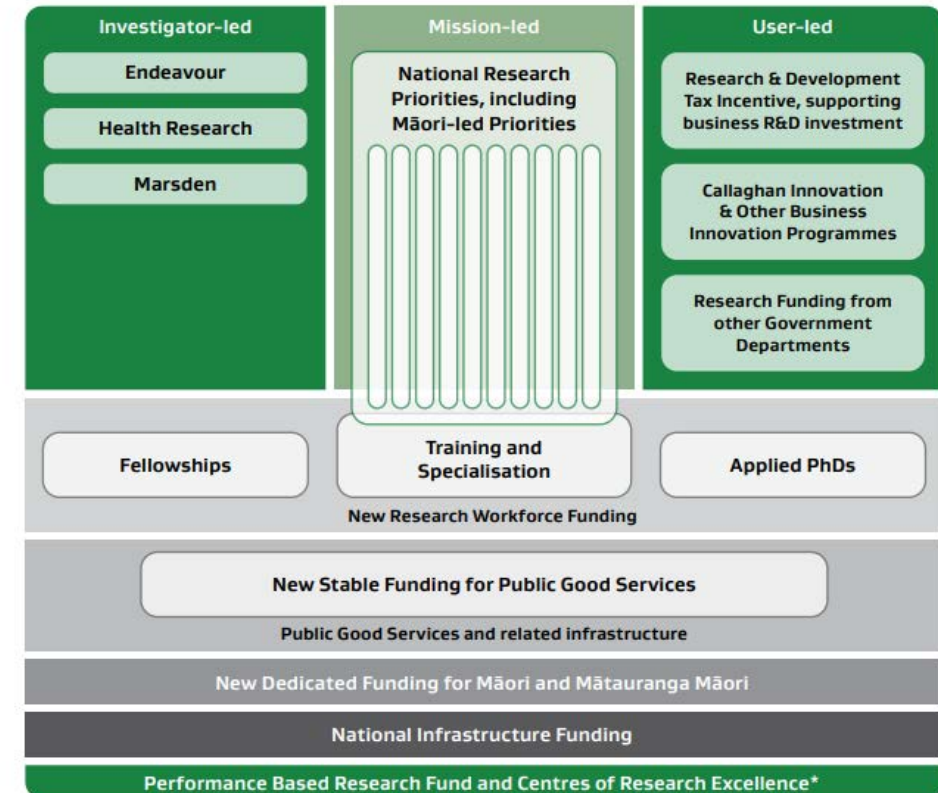 Investigator-led
Endeavour
Health Research
Marsden
Mission-led
National Research
Priorities, including
Māori-led Priorities
User-led
Research & Development
Tax Incentive, supporting
business R&D investment
Callaghan Innovation
& Other Business
Innovation Programmes
Research Funding from
other Government
Departments
Fellowships
Training and
Specialisation
Applied PhDs
New Research Workforce Funding
New Stable Funding for Public Good Services
Public Good Services and related infrastructure
New Dedicated Funding for Māori and Mātauranga Māori
National Infrastructure Funding
Performance Based Research Fund and Centres of Research Excellence*